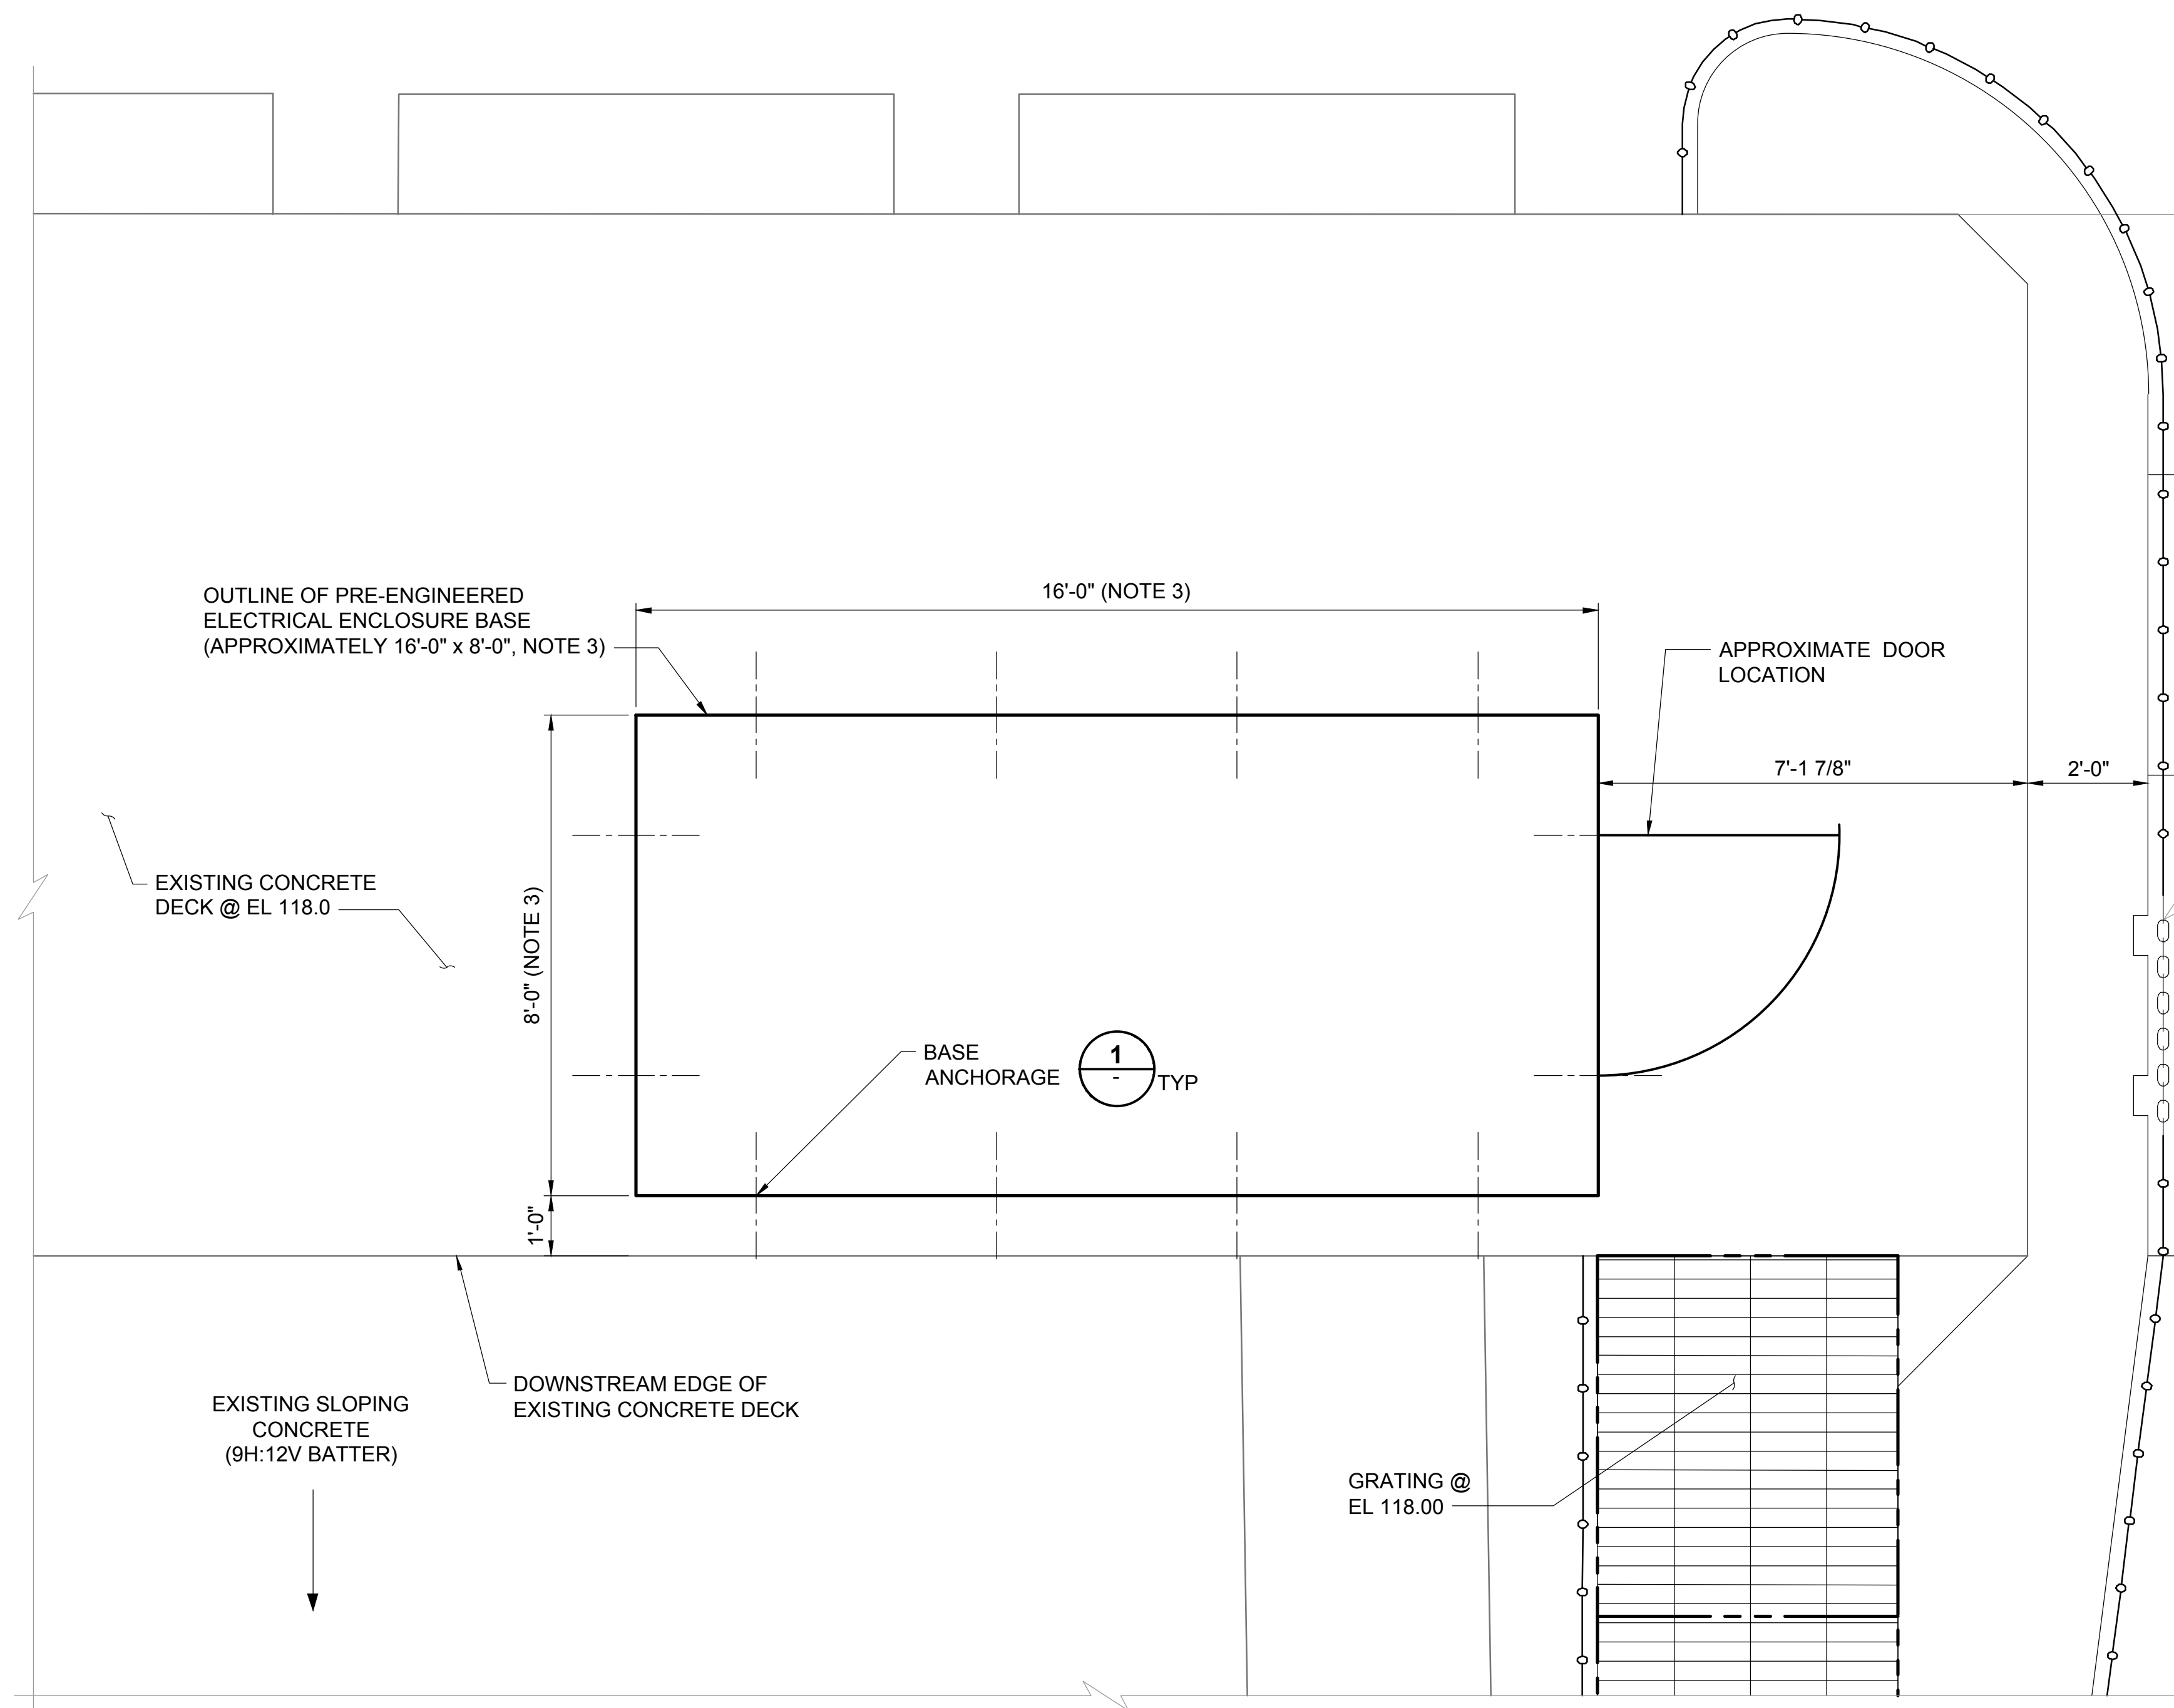 OUTLINE OF PRE-ENGINEERED
ELECTRICAL ENCLOSURE BASE
(APPROXIMATELY 16'-0" x 8'-0", NOTE 3)
16'-0" (NOTE 3)
APPROXIMATE DOOR
LOCATION
7'-1 7/8"
2'-0"
EXISTING CONCRETE
DECK @ EL 118.0
8'-0" (NOTE 3)
BASE
ANCHORAGE
1
-
TYP
1'-0"
DOWNSTREAM EDGE OF
EXISTING CONCRETE DECK
EXISTING SLOPING
CONCRETE
(9H:12V BATTER)
GRATING @
EL 118.00